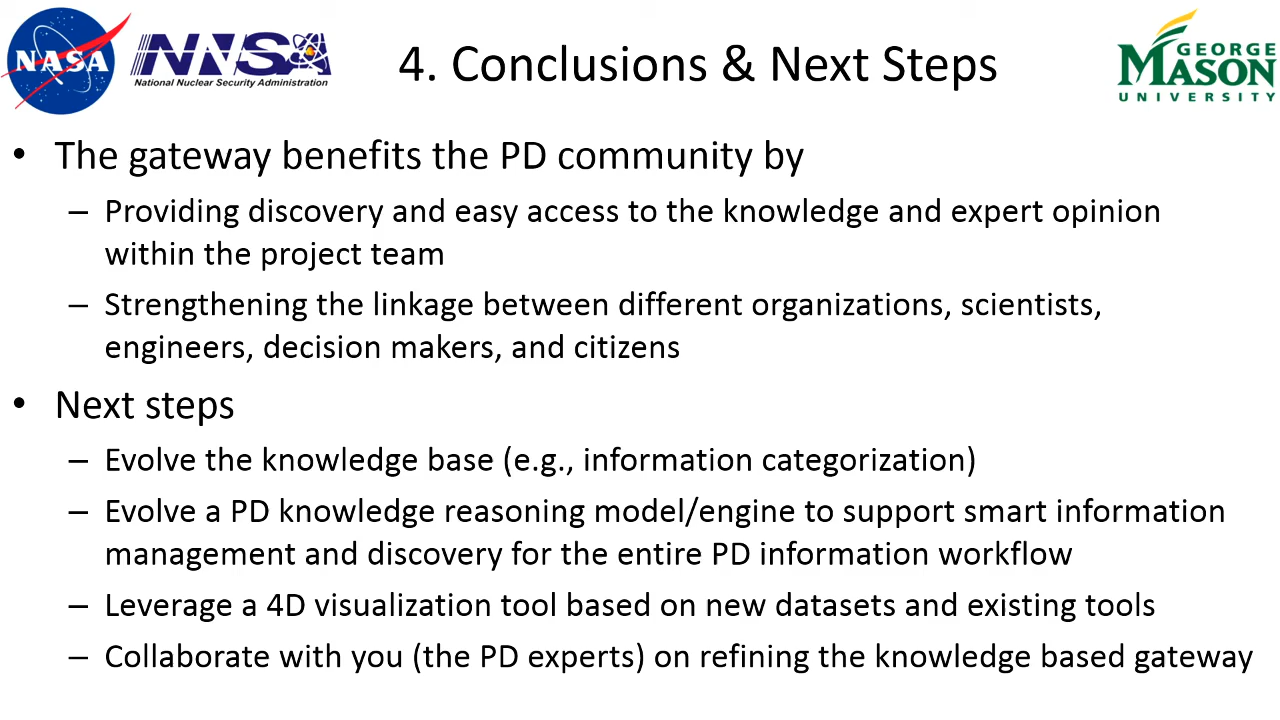 NASA
NNSA
National Nuclear Security Administration
4. Conclusions & Next Steps
GEORGE
MASON
UNIVERSITY
• The gateway benefits the PD community by
– Providing discovery and easy access to the knowledge and expert opinion
within the project team
– Strengthening the linkage between different organizations, scientists,
engineers, decision makers, and citizens
• Next steps
– Evolve the knowledge base (e.g., information categorization)
– Evolve a PD knowledge reasoning model/engine to support smart information
management and discovery for the entire PD information workflow
– Leverage a 4D visualization tool based on new datasets and existing tools
– Collaborate with you (the PD experts) on refining the knowledge based gateway